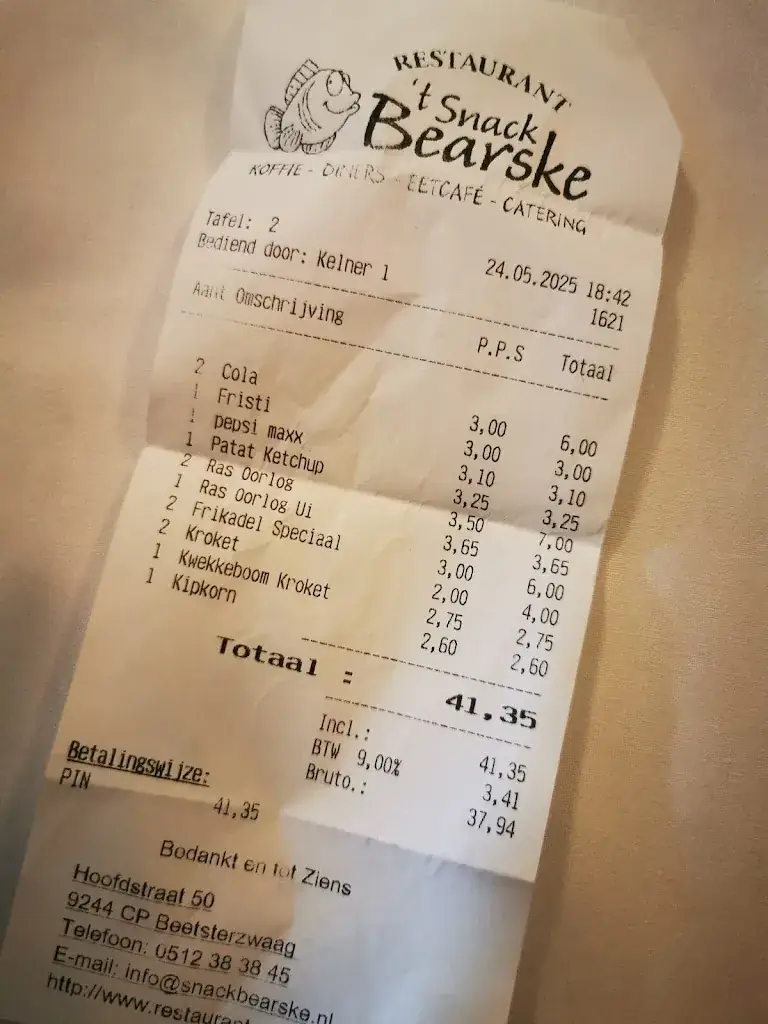 RESTAURANT
't Snack
Bearske
KOFFIE - DINERS - EETCAFÉ - CATERING
Tafel: 2
Bediend door: Kelner 1
24.05.2025 18:42
1621
Aant Omschrijving P.P.S Totaal
2 Cola 3,00 6,00
1 Fristi 3,00 3,00
1 pepsi maxx 3,10 3,10
1 Patat Ketchup 3,25 3,25
2 Ras Oorlog 3,50 7,00
1 Ras Oorlog Ui 3,65 3,65
2 Frikadel Speciaal 3,00 6,00
2 Kroket 2,00 4,00
1 Kwekkeboom Kroket 2,75 2,75
1 Kipkorn 2,60 2,60
Totaal : 41,35
Incl.: 41,35
BTW 9,00% 3,41
Bruto.: 37,94
Betalingswijze:
PIN 41,35
Bedankt en tot Ziens
Hoofdstraat 50
9244 CP Beetsterzwaag
Telefoon: 0512 38 38 45
E-mail: info@snackbearske.nl
http://www.restaurant